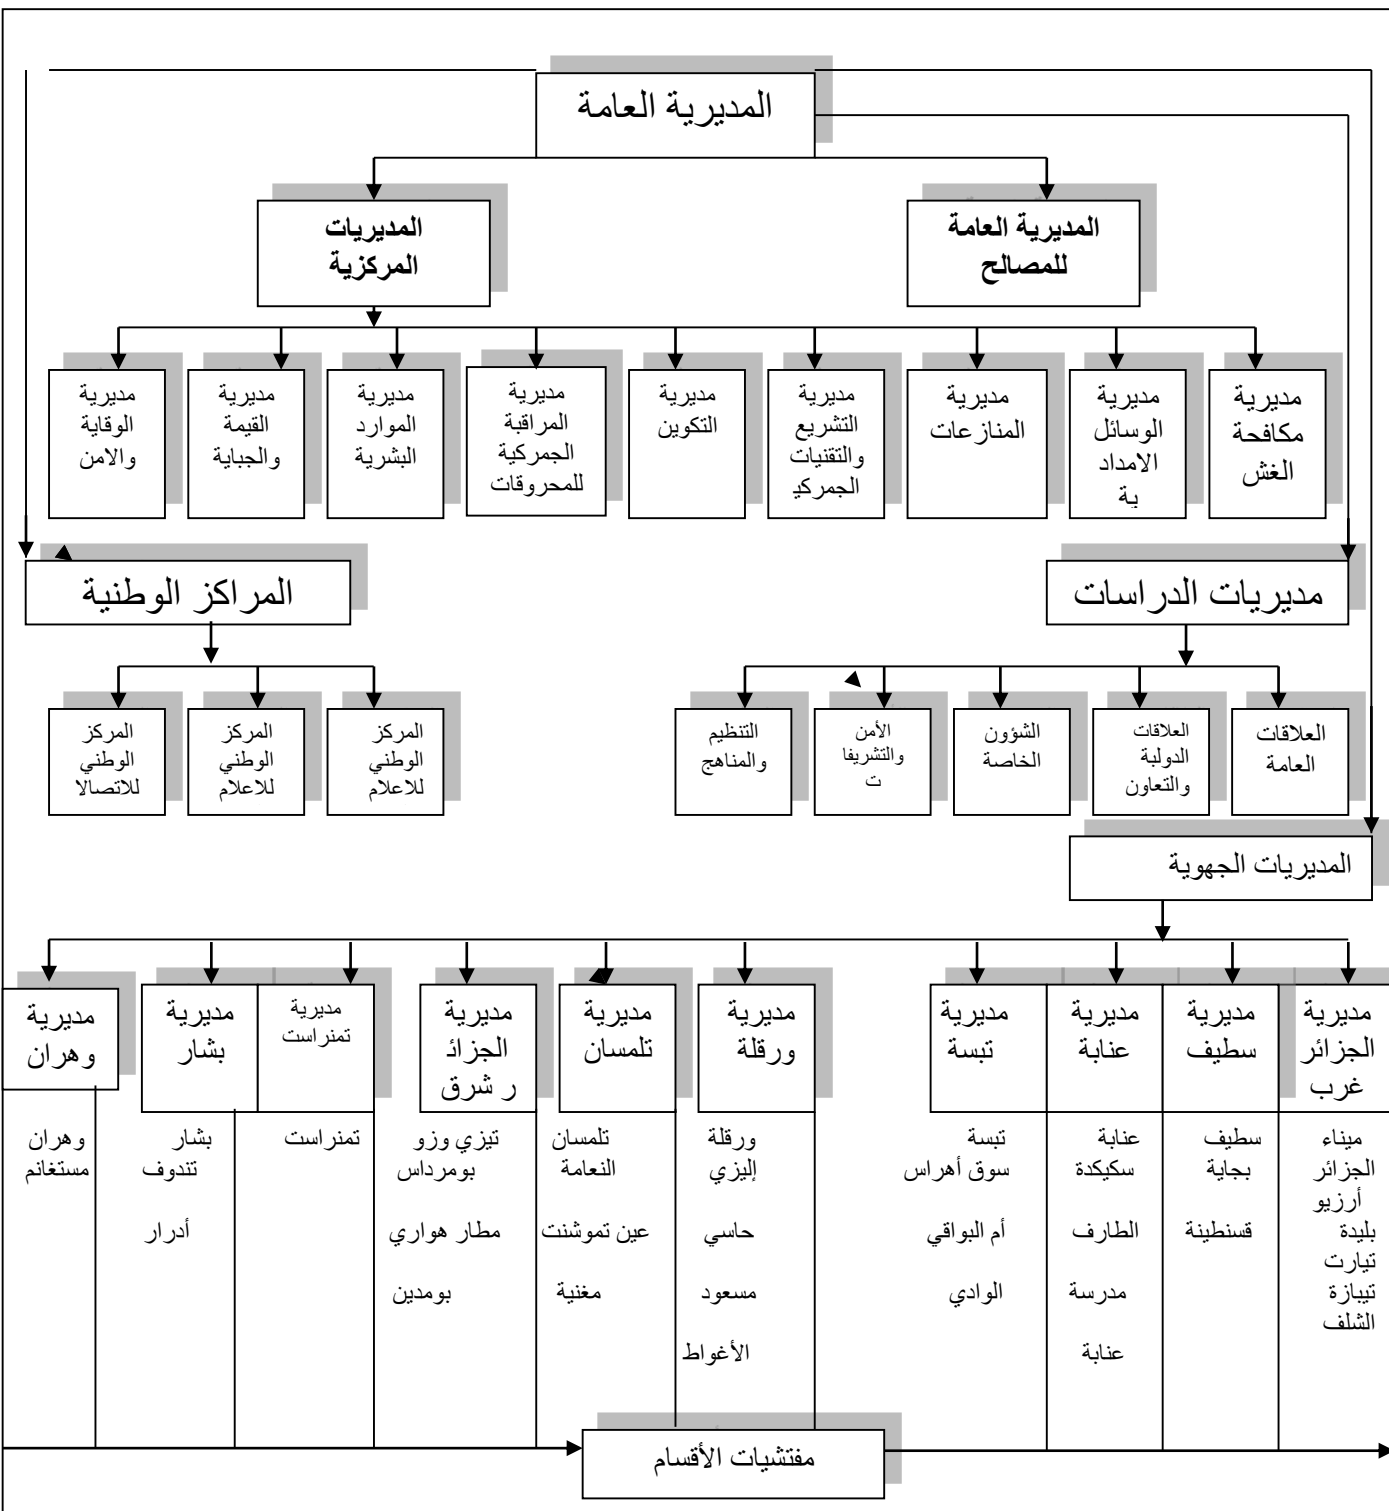 المديرية العامة
المديرية العامة
للمصالح
المديريات
المركزية
مديرية
مكافحة
الغش
مديرية
الوسائل
الامداد
ية
مديرية
المنازعات
مديرية
التشريع
والتقنيات
الجمركي
مديرية
التكوين
مديرية
المراقبة
الجمركية
للمحروقات
مديرية
الموارد
البشرية
مديرية
القيمة
والجباية
مديرية
الوقاية
والامن
مديريات الدراسات
المراكز الوطنية
العلاقات
العامة
العلاقات
الدولية
والتعاون
الشؤون
الخاصة
الأمن
والتشريفا
ت
التنظيم
والمناهج
المركز
الوطني
للاعلام
المركز
الوطني
للاعلام
المركز
الوطني
للاتصالا
المديريات الجهوية
مديرية
الجزائر
غرب
مديرية
سطيف
مديرية
عنابة
مديرية
تبسة
مديرية
ورقلة
مديرية
تلمسان
مديرية
الجزائ
ر شرق
مديرية
تمنراست
مديرية
بشار
مديرية
وهران
ميناء
الجزائر
أرزيو
بليدة
تيارت
تيبازة
الشلف
سطيف
بجاية
قسنطينة
عنابة
سكيكدة
الطارف
مدرسة
عنابة
تبسة
سوق أهراس
أم البواقي
الوادي
ورقلة
إليزي
حاسي
مسعود
الأغواط
تلمسان
النعامة
عين تموشنت
مغنية
تيزي وزو
بومرداس
مطار هواري
بومدين
تمنراست
بشار
تندوف
أدرار
وهران
مستغانم
مفتشيات الأقسام